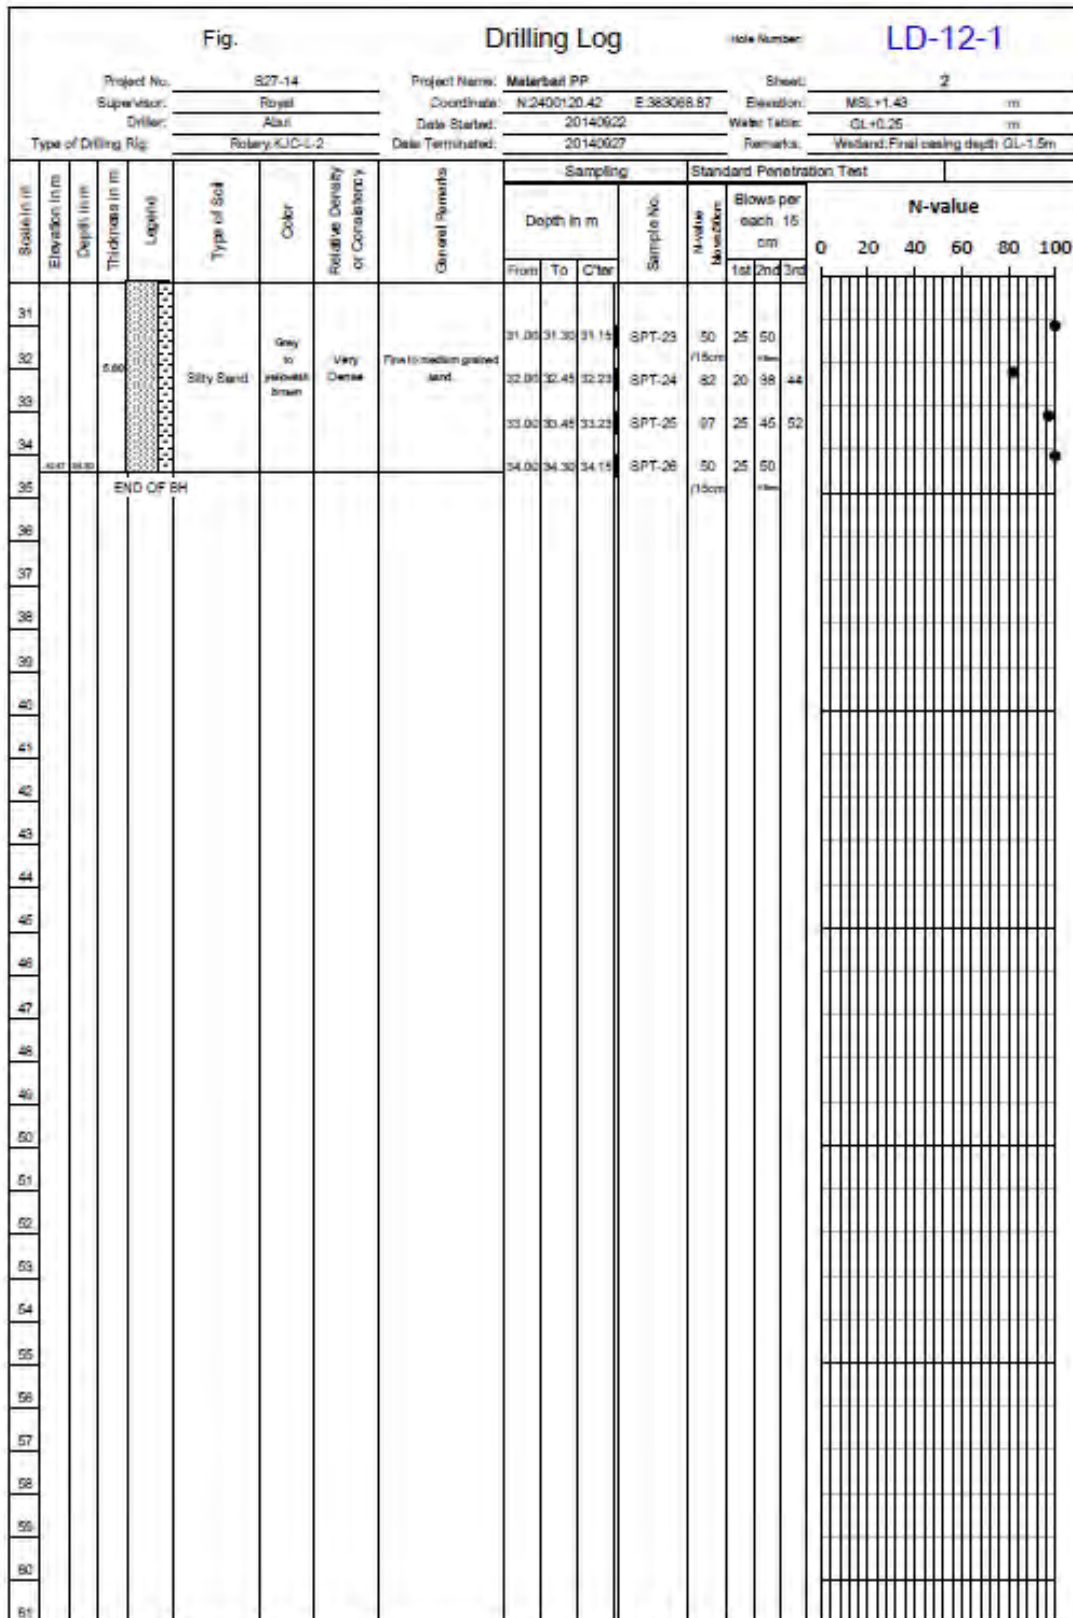 Fig. Drilling Log Hole Number: LD-12-1
Project No. S27-14 Project Name: Matarbari PP Sheet: 2
Supervisor: Royal Coordinate: N:2400120.42 E:383068.87 Elevation: MSL+1.43 m
Driller: Date Started: 20140922 Water Table: GL+0.25 m
Type of Drilling Rig: Rotary,KJC-L-2 Date Terminated: 20140927 Remarks: Wetland.Final casing depth GL-1.5m
Sampling Standard Penetration Test
Scale in m Elevation in m Depth in m Thickness in m Legend Type of Soil Color Relative Density or Consistency General Remarks Depth in m Sample No. N-value Blows per each 15 cm N-value
0 20 40 60 80 100
From To C'ter 1st 2nd 3rd
31
31.00 31.30 31.15 SPT-23 50 25 50
/15cm
32
5.60 Silty Sand Grey to yellowish brown Very Dense Fine to medium grained sand.
32.00 32.45 32.23 SPT-24 82 20 38 44
33
33.00 33.45 33.23 SPT-25 97 25 45 52
34
34.00 34.30 34.15 SPT-26 50 25 50
/15cm
35 END OF BH
36
37
38
39
40
41
42
43
44
45
46
47
48
49
50
51
52
53
54
55
56
57
58
59
60
61